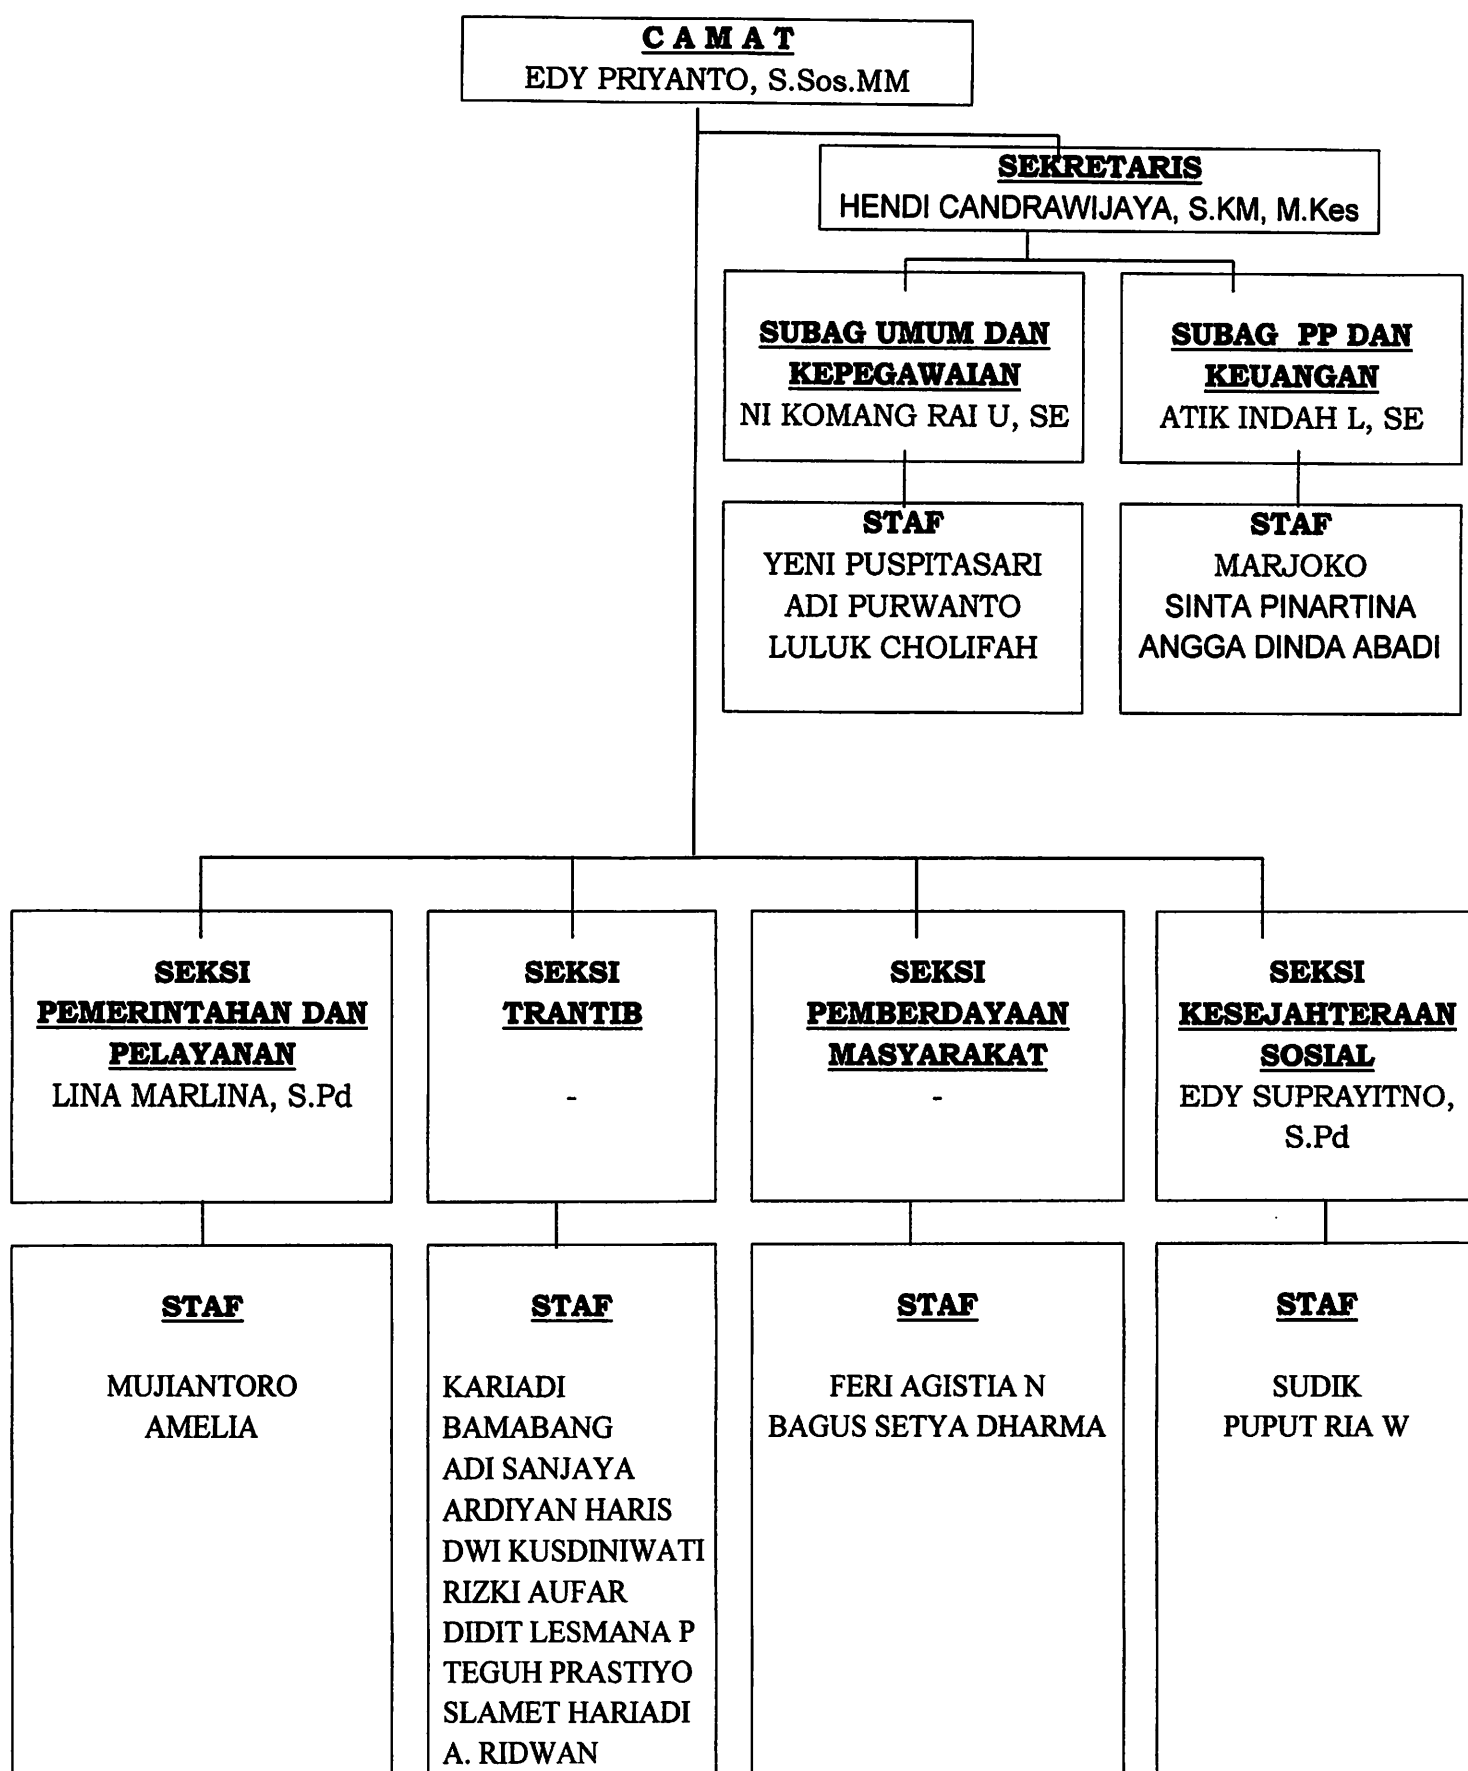 C A M A T
EDY PRIYANTO, S.Sos.MM
SEKRETARIS
HENDI CANDRAWIJAYA, S.KM, M.Kes
SUBAG UMUM DAN
KEPEGAWAIAN
NI KOMANG RAI U, SE
SUBAG PP DAN
KEUANGAN
ATIK INDAH L, SE
STAF
YENI PUSPITASARI
ADI PURWANTO
LULUK CHOLIFAH
STAF
MARJOKO
SINTA PINARTINA
ANGGA DINDA ABADI
SEKSI
PEMERINTAHAN DAN
PELAYANAN
LINA MARLINA, S.Pd
SEKSI
TRANTIB
-
SEKSI
PEMBERDAYAAN
MASYARAKAT
-
SEKSI
KESEJAHTERAAN
SOSIAL
EDY SUPRAYITNO,
S.Pd
STAF
MUJIANTORO
AMELIA
STAF
KARIADI
BAMABANG
ADI SANJAYA
ARDIYAN HARIS
DWI KUSDINIWATI
RIZKI AUFAR
DIDIT LESMANA P
TEGUH PRASTIYO
SLAMET HARIADI
A. RIDWAN
STAF
FERI AGISTIA N
BAGUS SETYA DHARMA
STAF
SUDIK
PUPUT RIA W